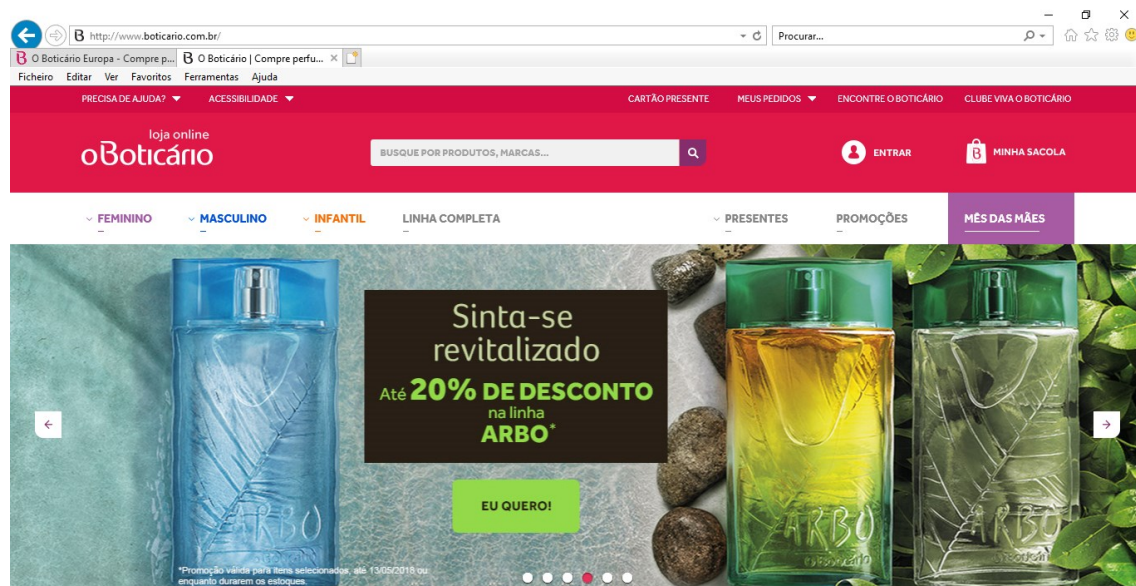 http://www.boticario.com.br/
Procurar...
O Boticário Europa - Compre p...
O Boticário | Compre perfu...
Ficheiro Editar Ver Favoritos Ferramentas Ajuda
PRECISA DE AJUDA? ACESSIBILIDADE CARTÃO PRESENTE MEUS PEDIDOS ENCONTRE O BOTICÁRIO CLUBE VIVA O BOTICÁRIO
loja online
oBoticário
BUSQUE POR PRODUTOS, MARCAS...
ENTRAR
B MINHA SACOLA
FEMININO MASCULINO INFANTIL LINHA COMPLETA PRESENTES PROMOÇÕES MÊS DAS MÃES
Sinta-se
revitalizado
Até 20% DE DESCONTO
na linha
ARBO*
EU QUERO!
ARBO
ARBO
ARBO
*Promoção válida para itens selecionados, até 13/05/2018 ou
enquanto durarem os estoques.